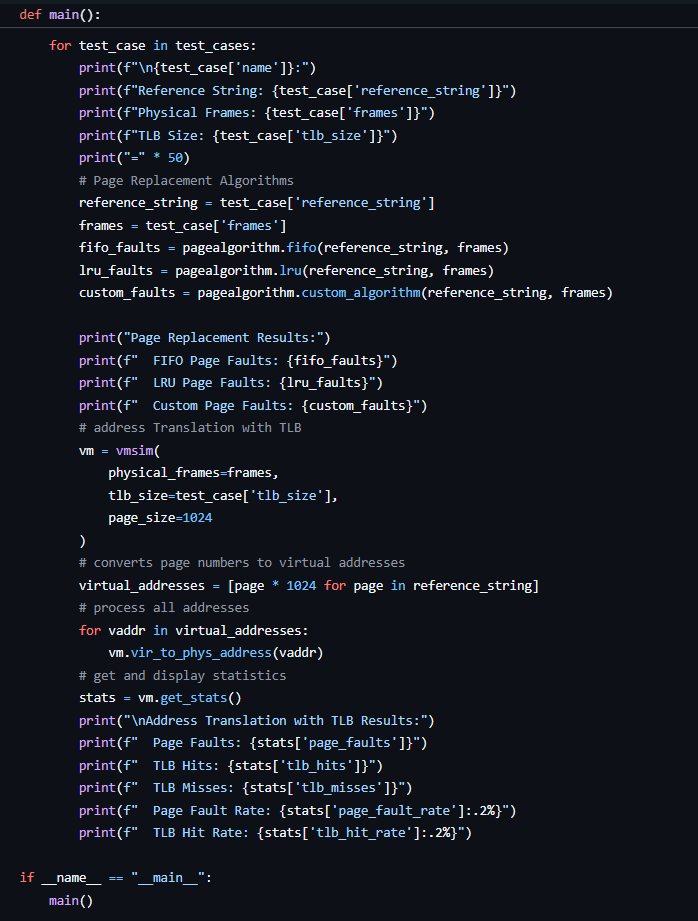 def main():
    for test_case in test_cases:
        print(f"\n{test_case['name']}:")
        print(f"Reference String: {test_case['reference_string']}")
        print(f"Physical Frames: {test_case['frames']}")
        print(f"TLB Size: {test_case['tlb_size']}")
        print("=" * 50)
        # Page Replacement Algorithms
        reference_string = test_case['reference_string']
        frames = test_case['frames']
        fifo_faults = pagealgorithm.fifo(reference_string, frames)
        lru_faults = pagealgorithm.lru(reference_string, frames)
        custom_faults = pagealgorithm.custom_algorithm(reference_string, frames)

        print("Page Replacement Results:")
        print(f"  FIFO Page Faults: {fifo_faults}")
        print(f"  LRU Page Faults: {lru_faults}")
        print(f"  Custom Page Faults: {custom_faults}")
        # address Translation with TLB
        vm = vmsim(
            physical_frames=frames,
            tlb_size=test_case['tlb_size'],
            page_size=1024
        )
        # converts page numbers to virtual addresses
        virtual_addresses = [page * 1024 for page in reference_string]
        # process all addresses
        for vaddr in virtual_addresses:
            vm.vir_to_phys_address(vaddr)
        # get and display statistics
        stats = vm.get_stats()
        print("\nAddress Translation with TLB Results:")
        print(f"  Page Faults: {stats['page_faults']}")
        print(f"  TLB Hits: {stats['tlb_hits']}")
        print(f"  TLB Misses: {stats['tlb_misses']}")
        print(f"  Page Fault Rate: {stats['page_fault_rate']:.2%}")
        print(f"  TLB Hit Rate: {stats['tlb_hit_rate']:.2%}")

if __name__ == "__main__":
    main()